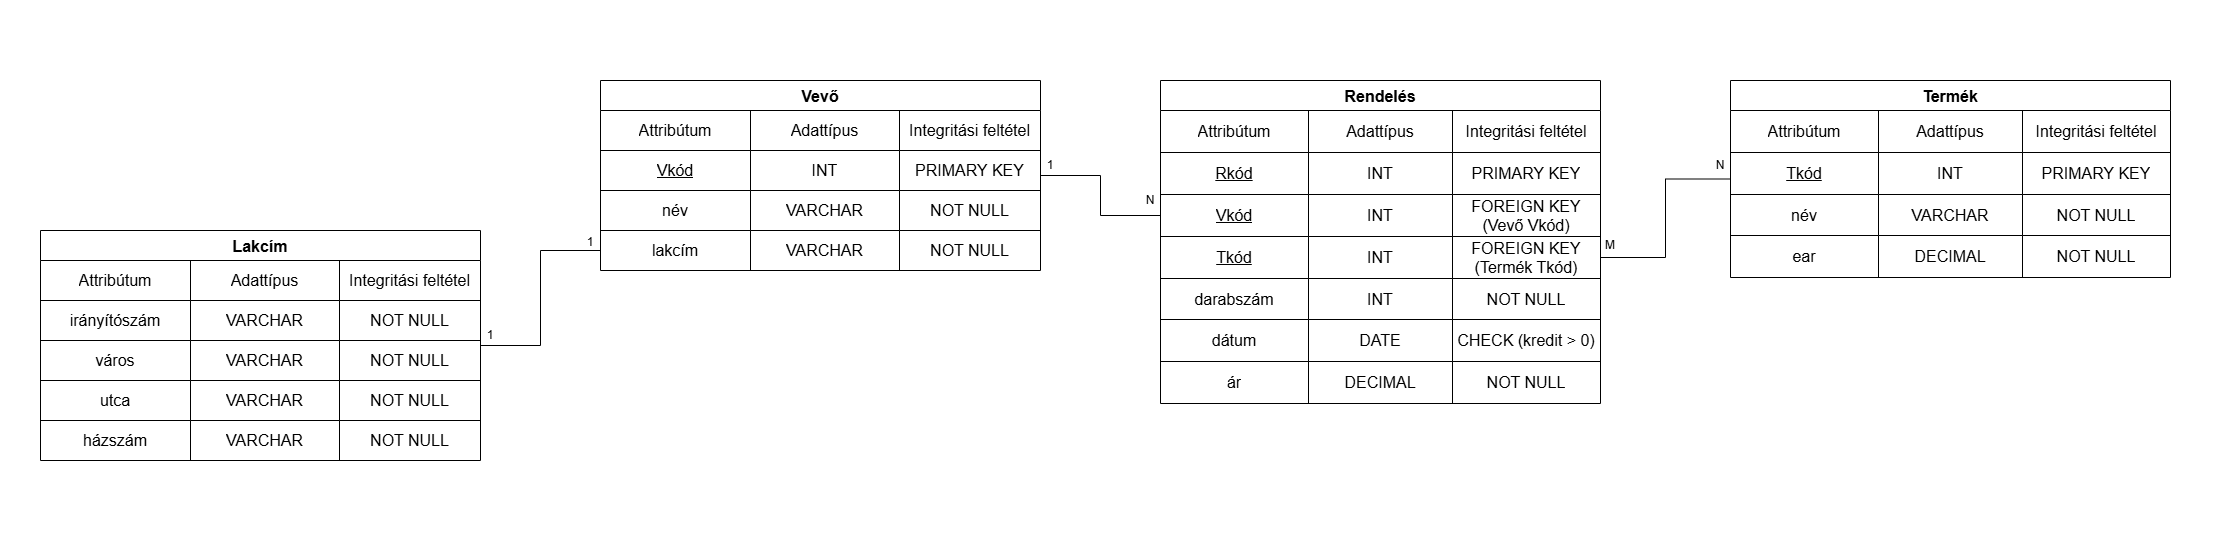 Lakcím
Attribútum Adattípus Integritási feltétel
irányítószám VARCHAR NOT NULL
város VARCHAR NOT NULL
utca VARCHAR NOT NULL
házszám VARCHAR NOT NULL
1
1
Vevő
Attribútum Adattípus Integritási feltétel
Vkód INT PRIMARY KEY
név VARCHAR NOT NULL
lakcím VARCHAR NOT NULL
1
N
Rendelés
Attribútum Adattípus Integritási feltétel
Rkód INT PRIMARY KEY
Vkód INT FOREIGN KEY
(Vevő Vkód)
Tkód INT FOREIGN KEY
(Termék Tkód)
darabszám INT NOT NULL
dátum DATE CHECK (kredit > 0)
ár DECIMAL NOT NULL
M
N
Termék
Attribútum Adattípus Integritási feltétel
Tkód INT PRIMARY KEY
név VARCHAR NOT NULL
ear DECIMAL NOT NULL